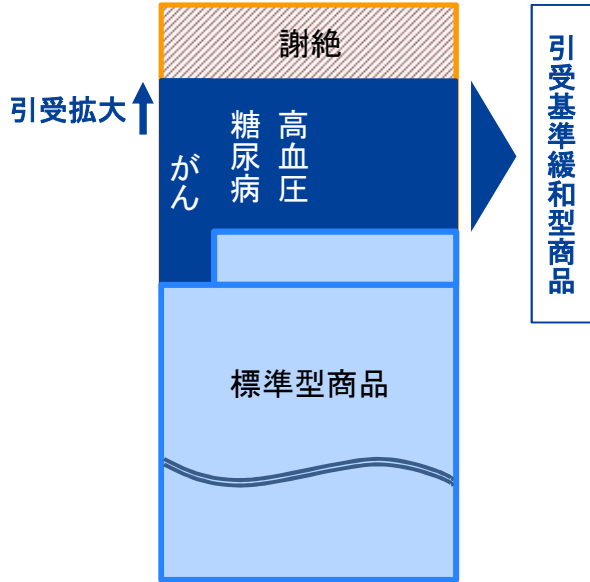 謝絶
引受拡大
高血圧
糖尿病
がん
引受基準緩和型商品
標準型商品